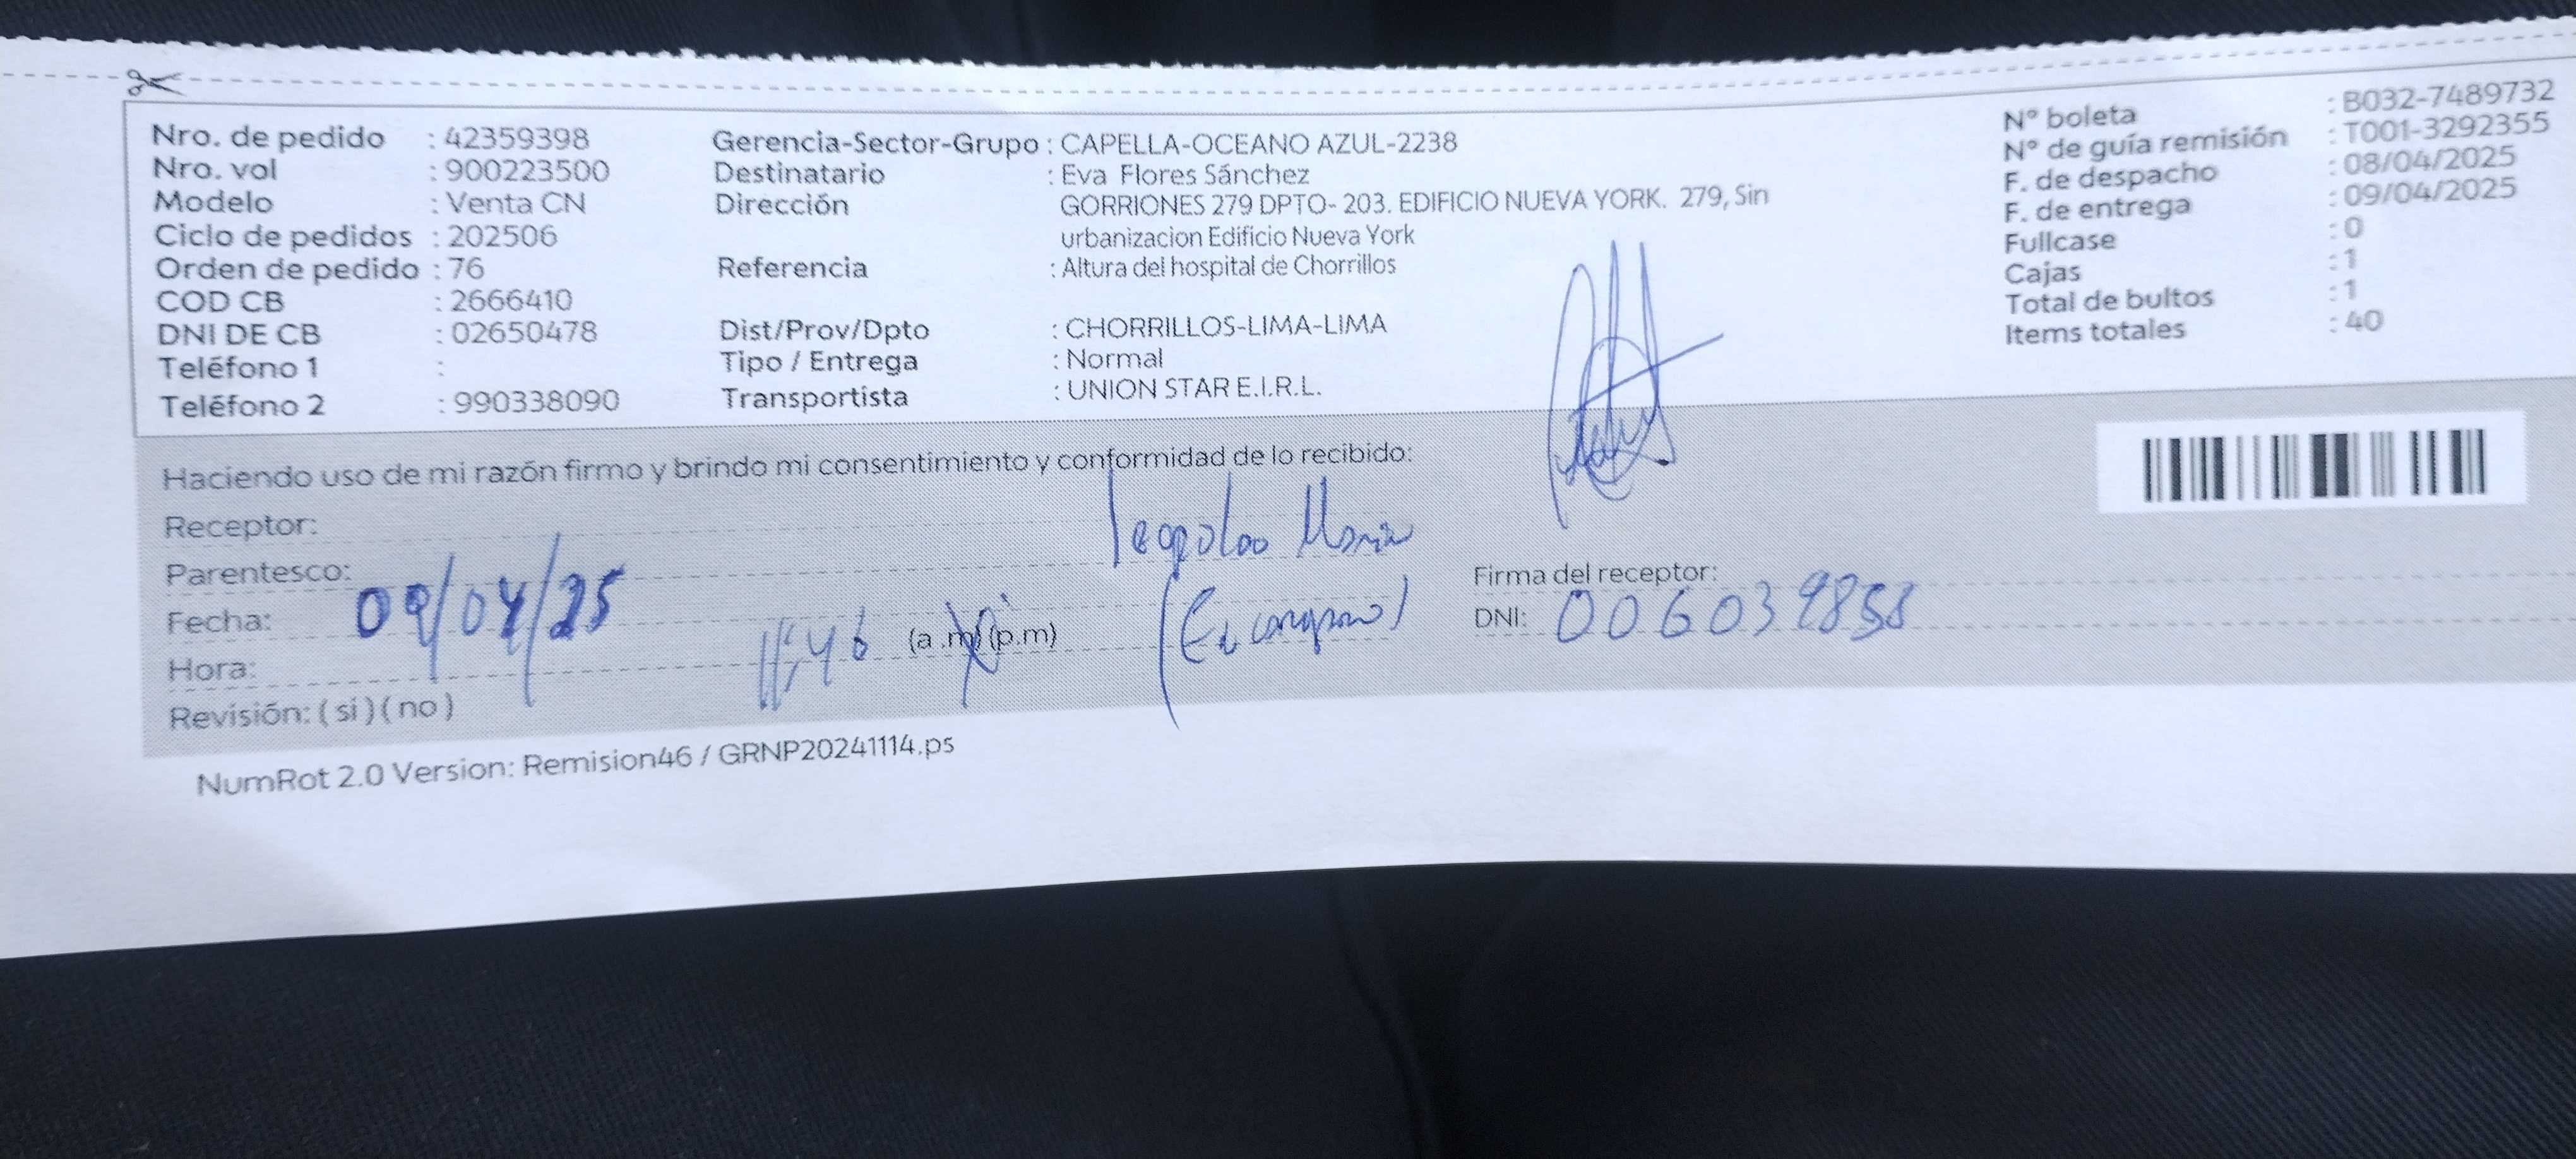 Nro. de pedido : 42359398
Nro. vol : 900223500
Modelo : Venta CN
Ciclo de pedidos : 202506
Orden de pedido : 76
COD CB : 2666410
DNI DE CB : 02650478
Teléfono 1 :
Teléfono 2 : 990338090
Gerencia-Sector-Grupo : CAPELLA-OCEANO AZUL-2238
Destinatario : Eva Flores Sánchez
Dirección GORRIONES 279 DPTO- 203. EDIFICIO NUEVA YORK. 279, Sin
urbanizacion Edificio Nueva York
Referencia : Altura del hospital de Chorrillos
Dist/Prov/Dpto : CHORRILLOS-LIMA-LIMA
Tipo / Entrega : Normal
Transportista : UNION STAR E.I.R.L.
N° boleta : B032-7489732
N° de guía remisión : T001-3292355
F. de despacho : 08/04/2025
F. de entrega : 09/04/2025
Fullcase : 0
Cajas : 1
Total de bultos : 1
Items totales : 40
Haciendo uso de mi razón firmo y brindo mi consentimiento y conformidad de lo recibido:
Receptor:
Parentesco:
Fecha: 09/04/25
Hora: 11:46 (a.m) (p.m)
Revisión: ( si ) ( no )
Firma del receptor:
DNI: 006039858
NumRot 2.0 Version: Remision46 / GRNP20241114.ps